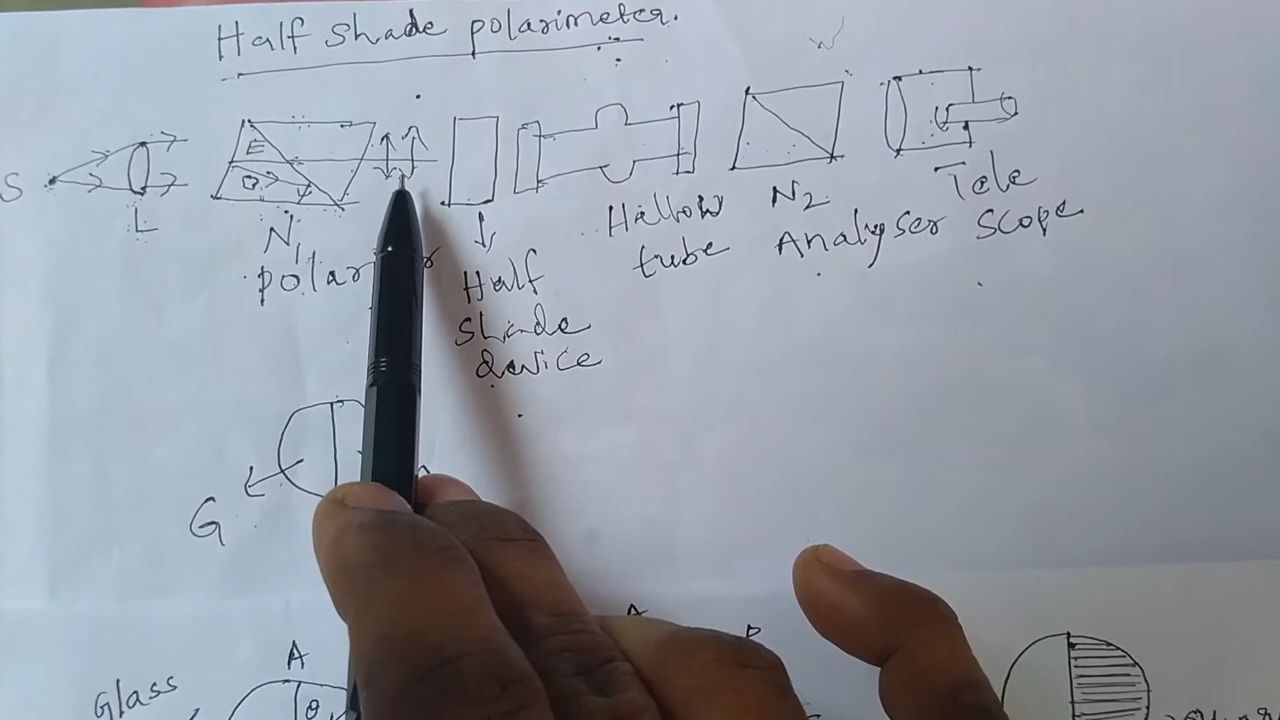 Half Shade polarimeter.
S
L
E
O
N1
polar
Half
Shade
device
Hallow
tube
N2
Analyser
Tele
Scope
G
Glass
A
θ
A